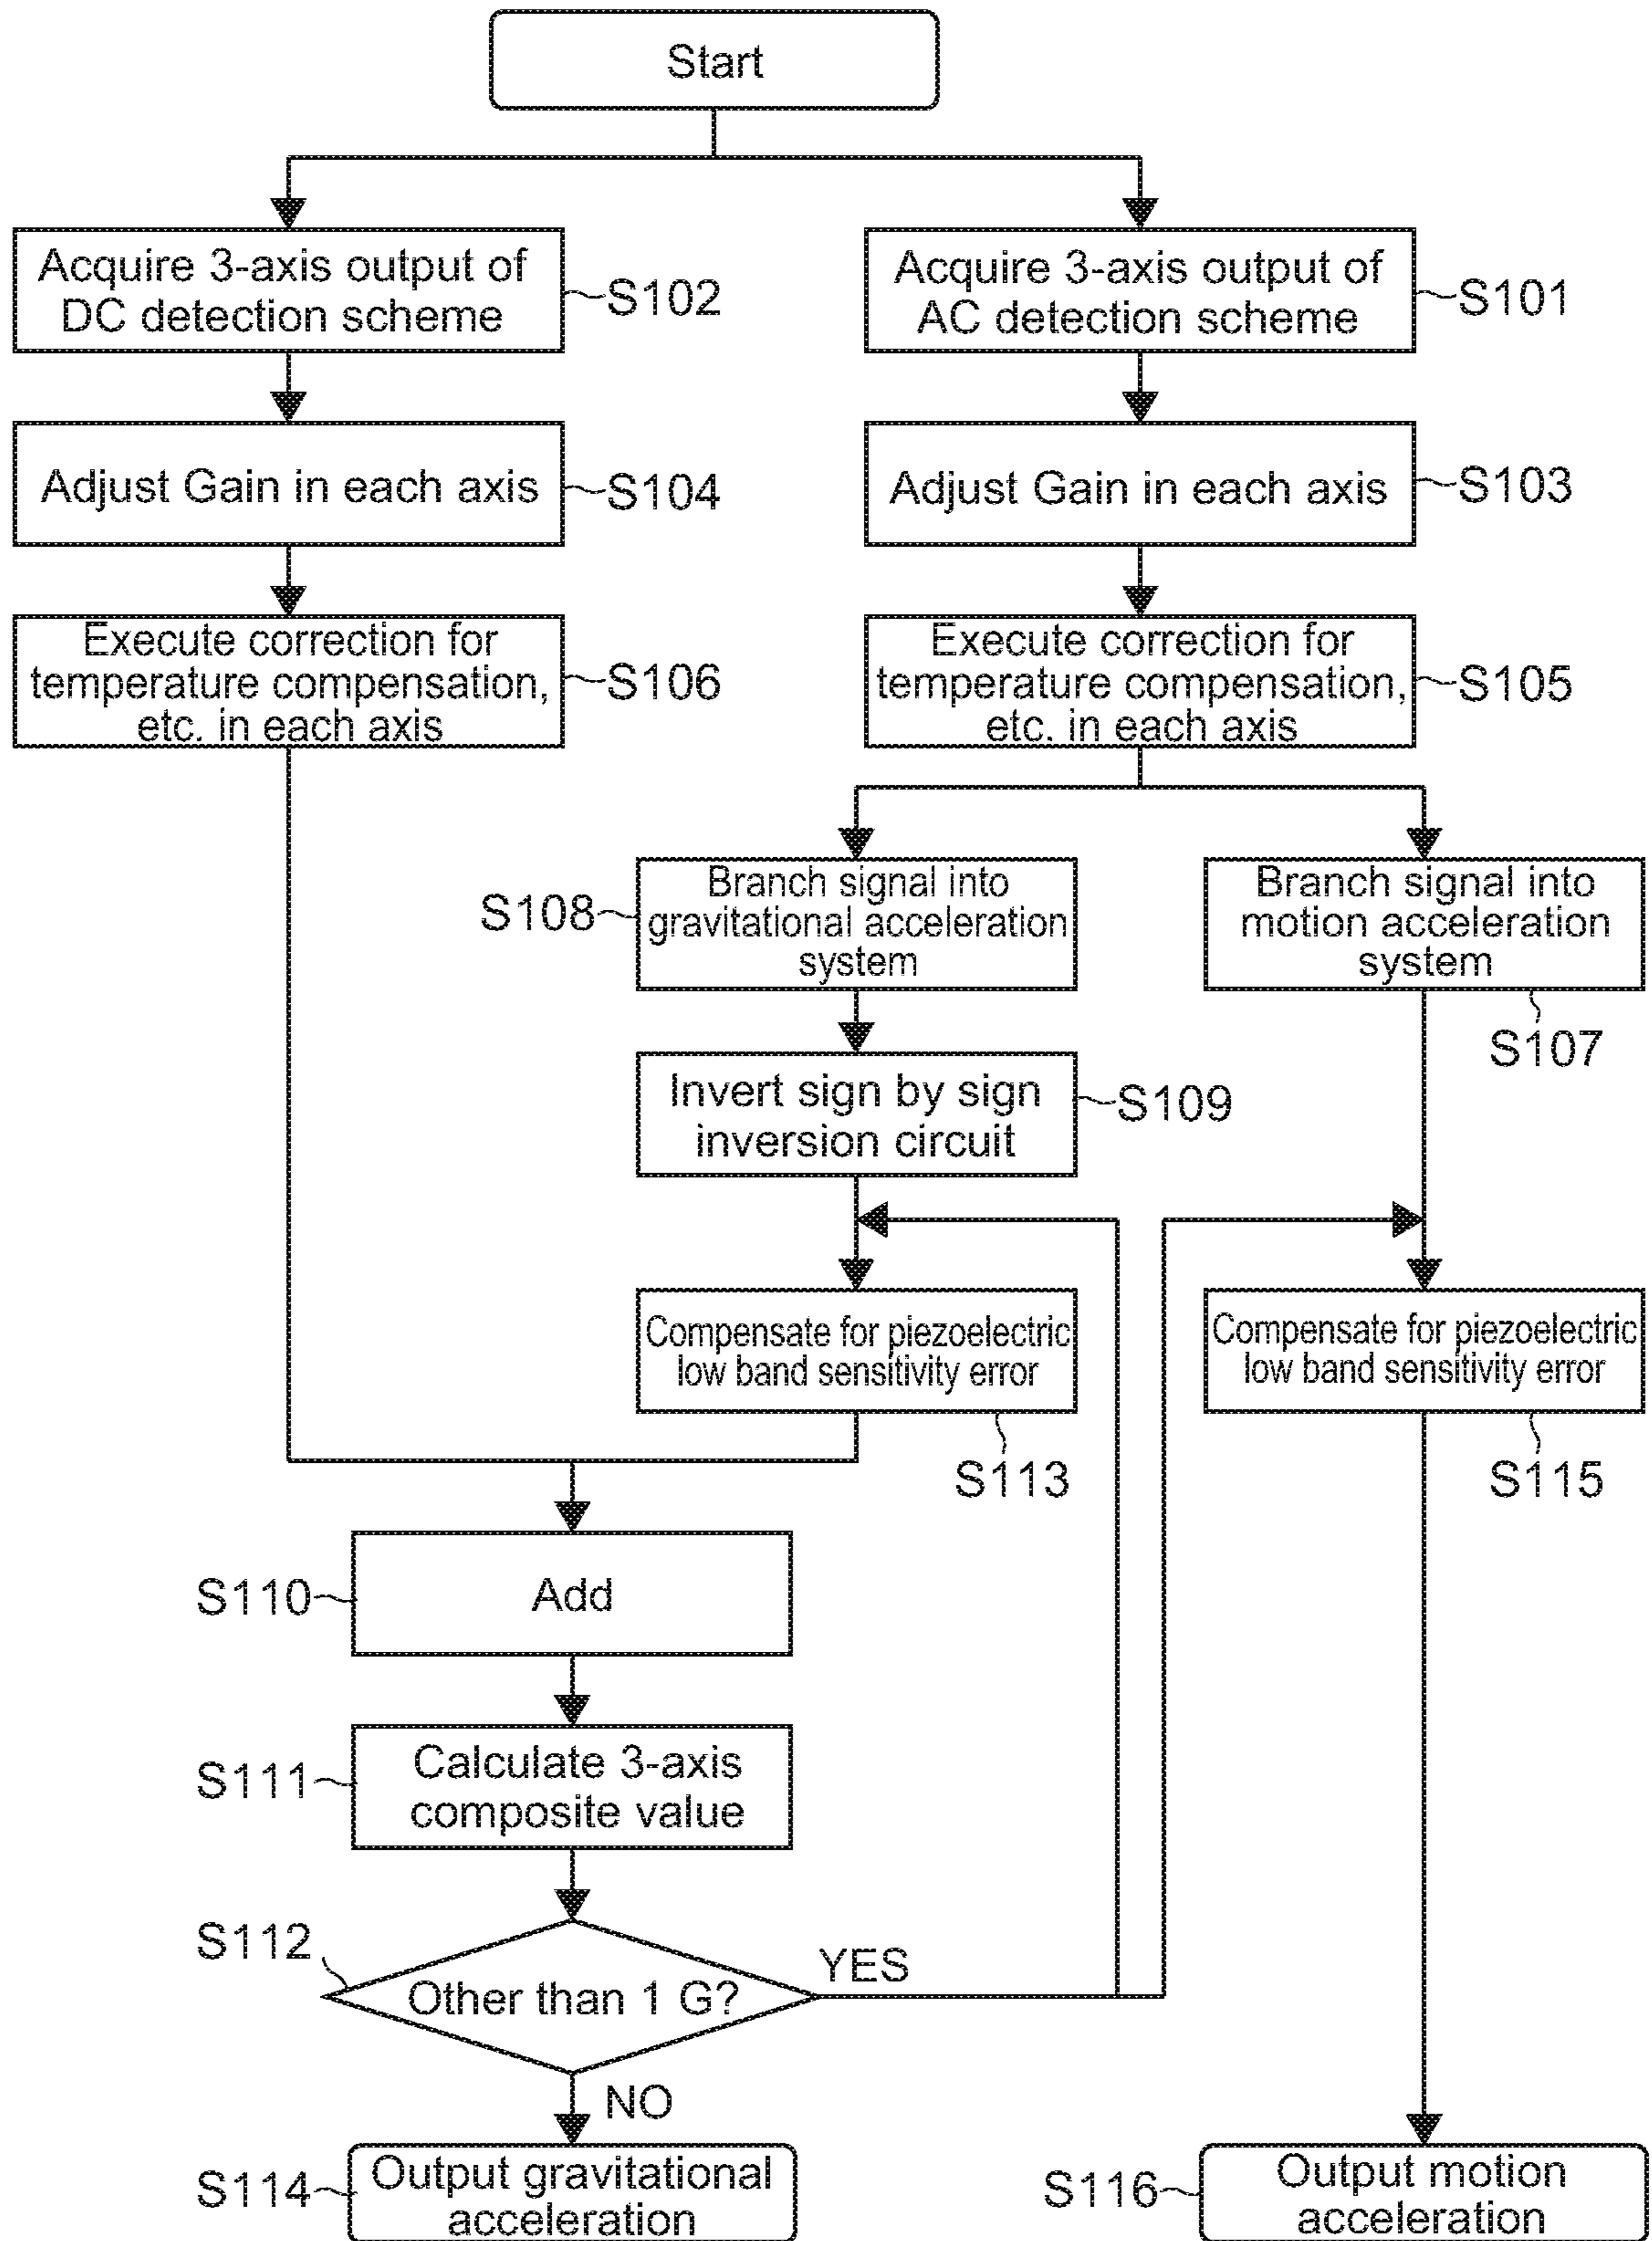 Start
Acquire 3-axis output of
DC detection scheme
S102
Acquire 3-axis output of
AC detection scheme
S101
Adjust Gain in each axis
S104
Adjust Gain in each axis
S103
Execute correction for
temperature compensation,
etc. in each axis
S106
Execute correction for
temperature compensation,
etc. in each axis
S105
S108
Branch signal into
gravitational acceleration
system
Branch signal into
motion acceleration
system
S107
Invert sign by sign
inversion circuit
S109
Compensate for piezoelectric
low band sensitivity error
S113
Compensate for piezoelectric
low band sensitivity error
S115
S110
Add
S111
Calculate 3-axis
composite value
S112
Other than 1 G?
YES
NO
S114
Output gravitational
acceleration
S116
Output motion
acceleration